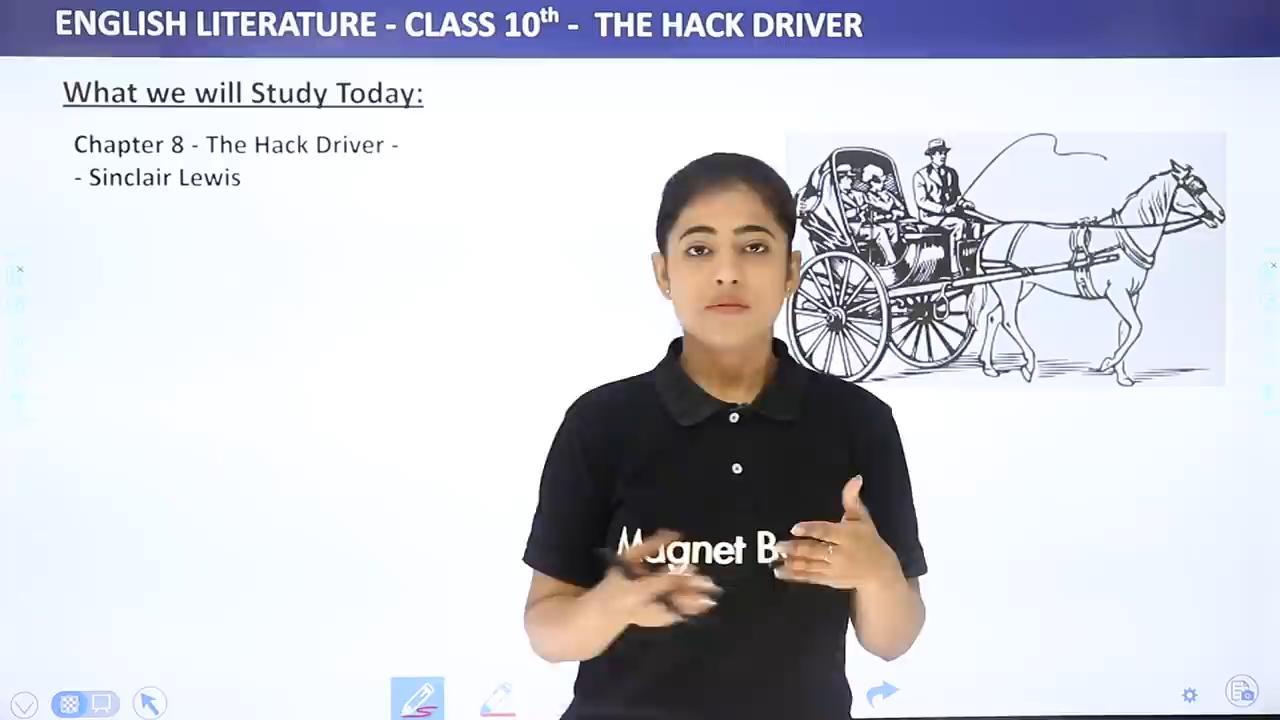 ENGLISH LITERATURE - CLASS 10th - THE HACK DRIVER
What we will Study Today:
Chapter 8 - The Hack Driver -
- Sinclair Lewis
Magnet B